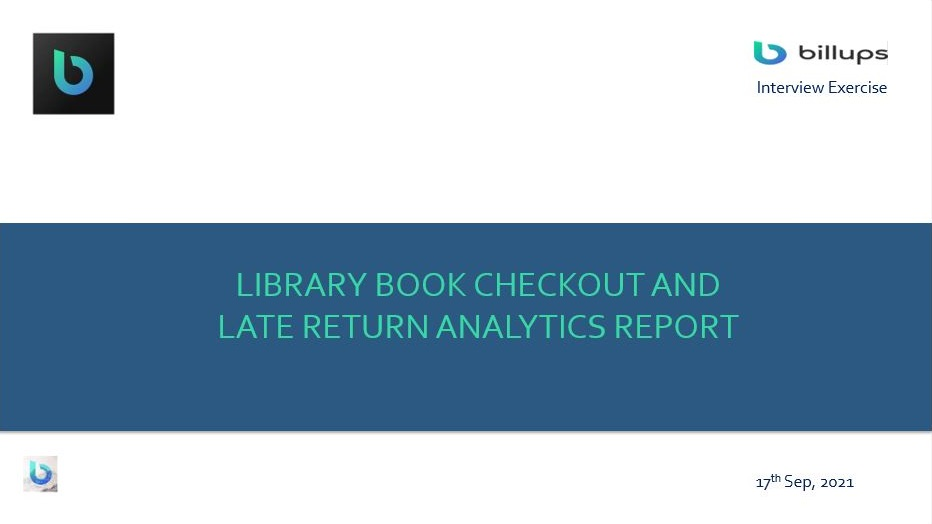 billups
Interview Exercise
LIBRARY BOOK CHECKOUT AND
LATE RETURN ANALYTICS REPORT
17th Sep, 2021